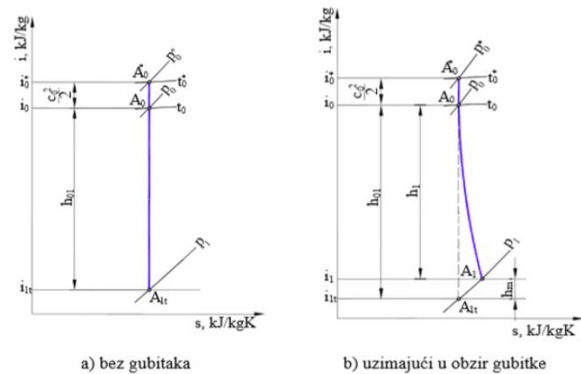 i, kJ/kg
i₀*
c₀²/2
i₀
h₀₁
i₁t
A₀*
p₀*
t₀*
A₀
p₀
t₀
p₁
A₁t
s, kJ/kgK
a) bez gubitaka
i, kJ/kg
i₀*
c₀²/2
i₀
h₀₁
h₁
i₁
i₁t
A₀*
p₀*
t₀*
A₀
p₀
t₀
p₁
A₁
A₁t
hₘ
s, kJ/kgK
b) uzimajući u obzir gubitke